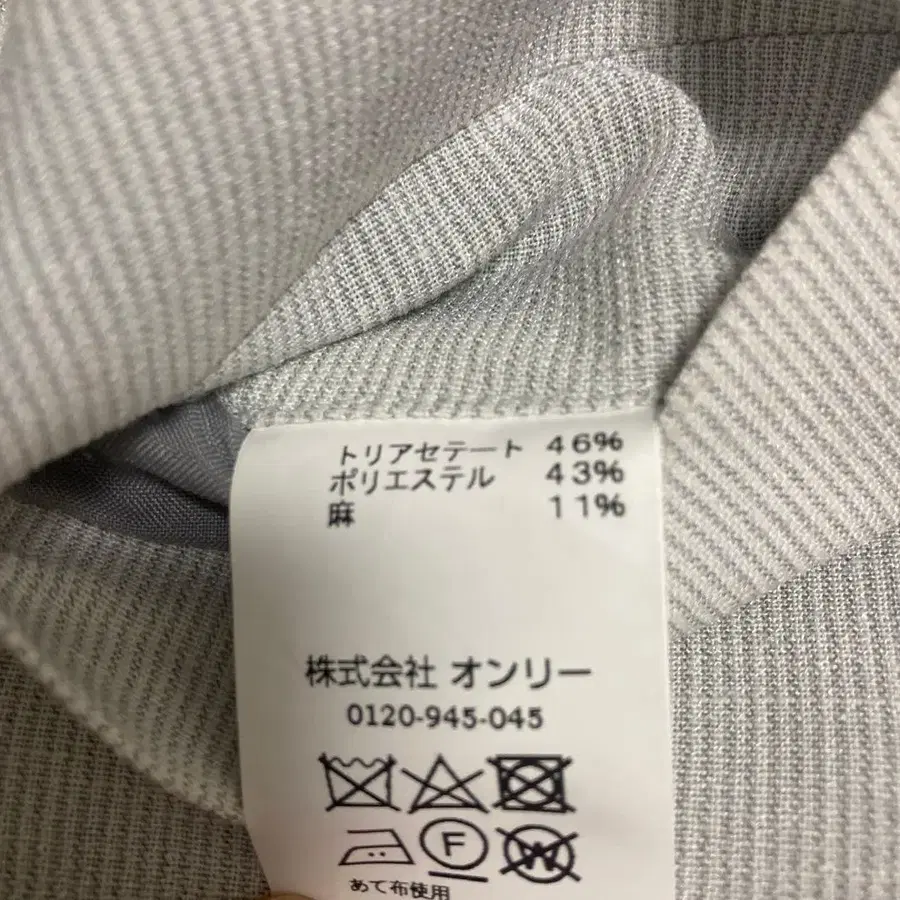 トリアセテート 46%
ポリエステル 43%
麻 11%
株式会社 オンリー
0120-945-045
F W
あて布使用